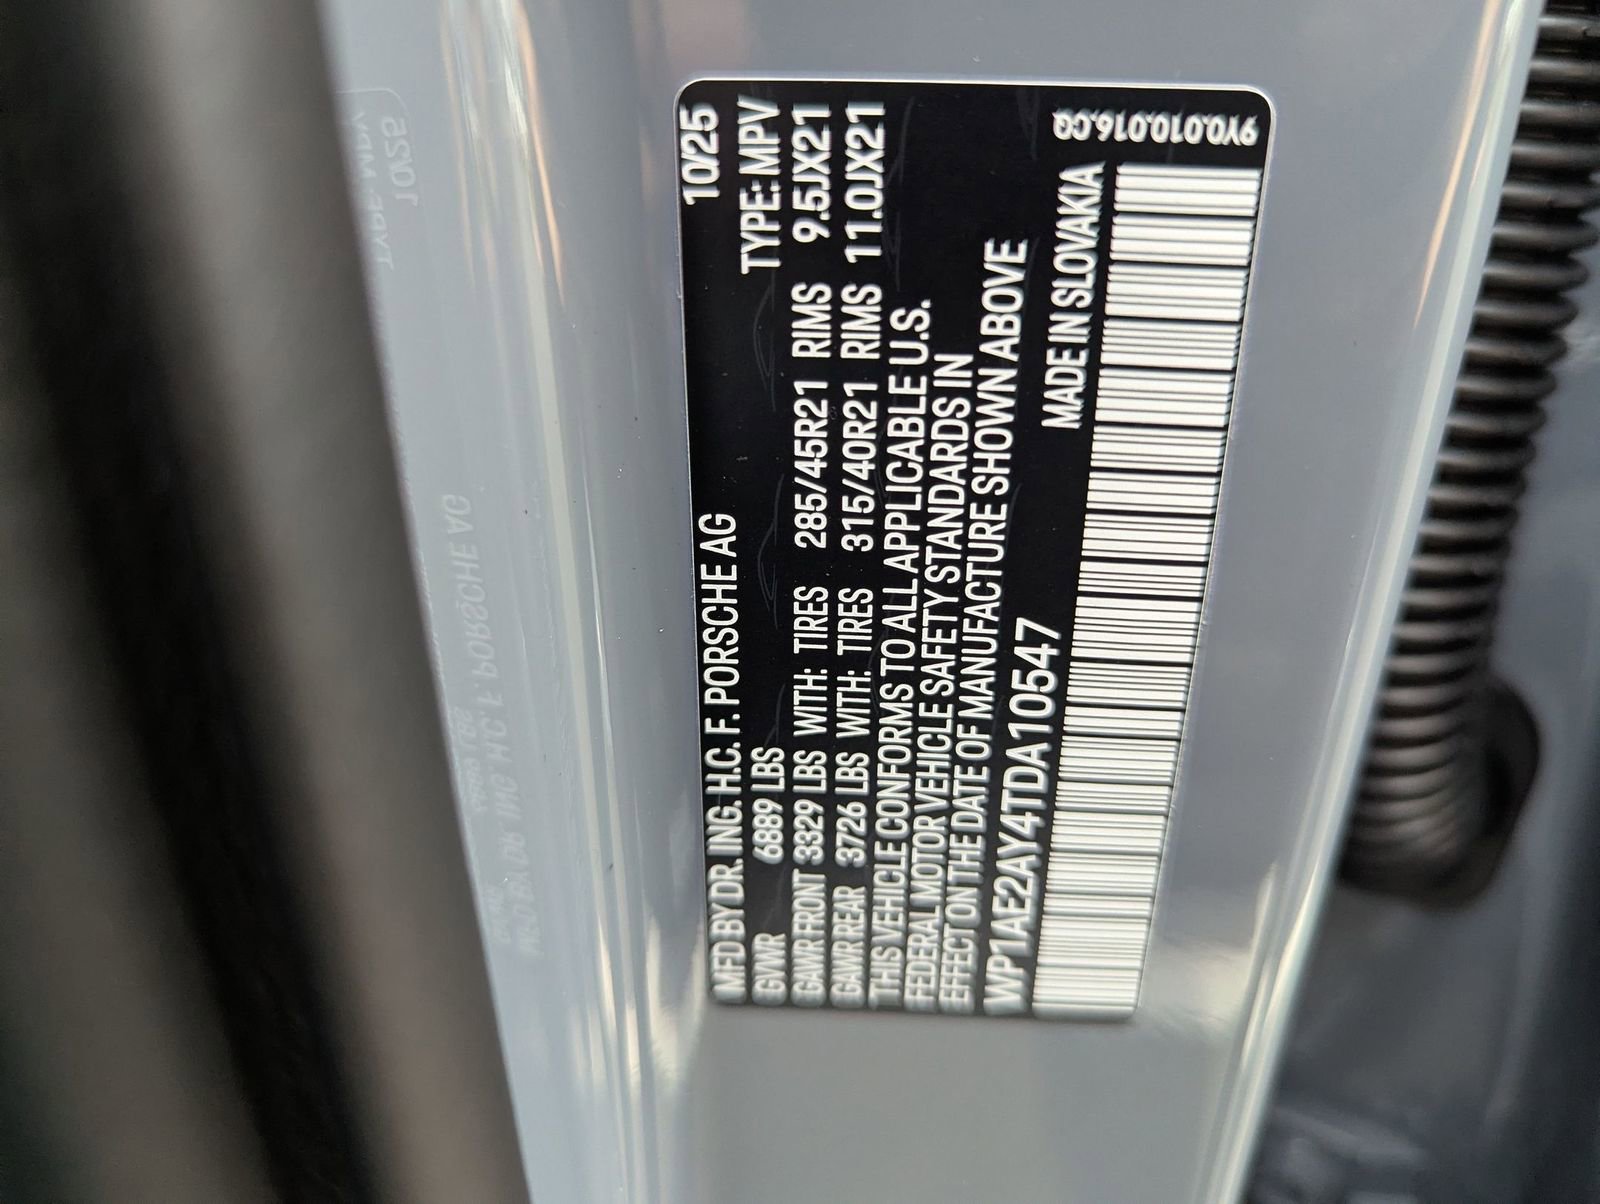 MFD BY DR. ING. H.C. F. PORSCHE AG 10/25
GVWR 6889 LBS TYPE: MPV
GAWR FRONT 3329 LBS WITH: TIRES 285/45R21 RIMS 9.5JX21
GAWR REAR 3726 LBS WITH: TIRES 315/40R21 RIMS 11.0JX21
THIS VEHICLE CONFORMS TO ALL APPLICABLE U.S.
FEDERAL MOTOR VEHICLE SAFETY STANDARDS IN
EFFECT ON THE DATE OF MANUFACTURE SHOWN ABOVE
WP1AE2AY4TDA10547 MADE IN SLOVAKIA
9Y0.010.016.CQ